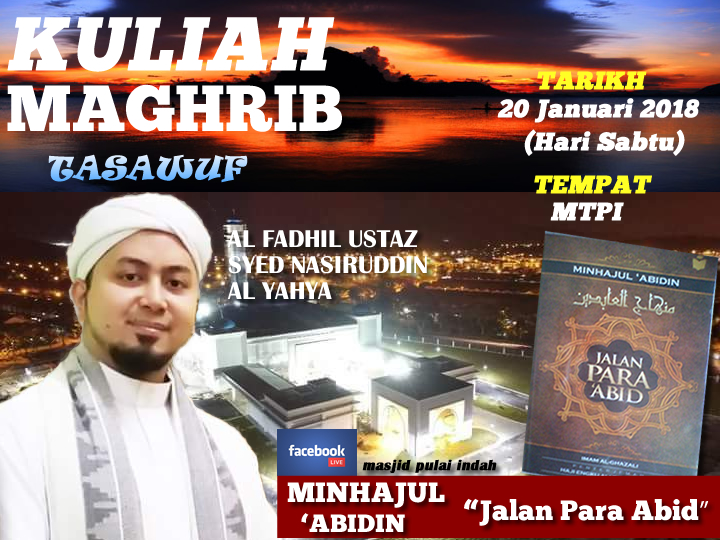 KULIAH
MAGHRIB
TASAWUF
TARIKH
20 Januari 2018
(Hari Sabtu)
TEMPAT
MTPI
AL FADHIL USTAZ
SYED NASIRUDDIN
AL YAHYA
MINHAJUL 'ABIDIN
منهاج العابدين
JALAN
PARA
'ABID
IMAM AL-GHAZALI
facebook
LIVE
masjid pulai indah
MINHAJUL
'ABIDIN
“Jalan Para Abid”